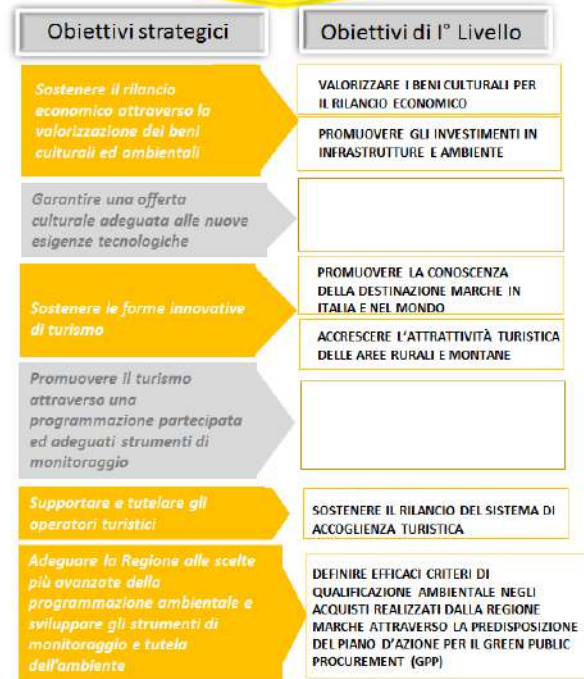 Obiettivi strategici
Obiettivi di I° Livello
Sostenere il rilancio
economico attraverso la
valorizzazione dei beni
culturali ed ambientali
VALORIZZARE I BENI CULTURALI PER
IL RILANCIO ECONOMICO
PROMUOVERE GLI INVESTIMENTI IN
INFRASTRUTTURE E AMBIENTE
Garantire una offerta
culturale adeguata alle nuove
esigenze tecnologiche
Sostenere le forme innovative
di turismo
PROMUOVERE LA CONOSCENZA
DELLA DESTINAZIONE MARCHE IN
ITALIA E NEL MONDO
ACCRESCERE L'ATTRATTIVITÀ TURISTICA
DELLE AREE RURALI E MONTANE
Promuovere il turismo
attraverso una
programmazione partecipata
ed adeguati strumenti di
monitoraggio
Supportare e tutelare gli
operatori turistici
SOSTENERE IL RILANCIO DEL SISTEMA DI
ACCOGLIENZA TURISTICA
Adeguare la Regione alle scelte
più avanzate della
programmazione ambientale e
sviluppare gli strumenti di
monitoraggio e tutela
dell'ambiente
DEFINIRE EFFICACI CRITERI DI
QUALIFICAZIONE AMBIENTALE NEGLI
ACQUISTI REALIZZATI DALLA REGIONE
MARCHE ATTRAVERSO LA PREDISPOSIZIONE
DEL PIANO D'AZIONE PER IL GREEN PUBLIC
PROCUREMENT (GPP)